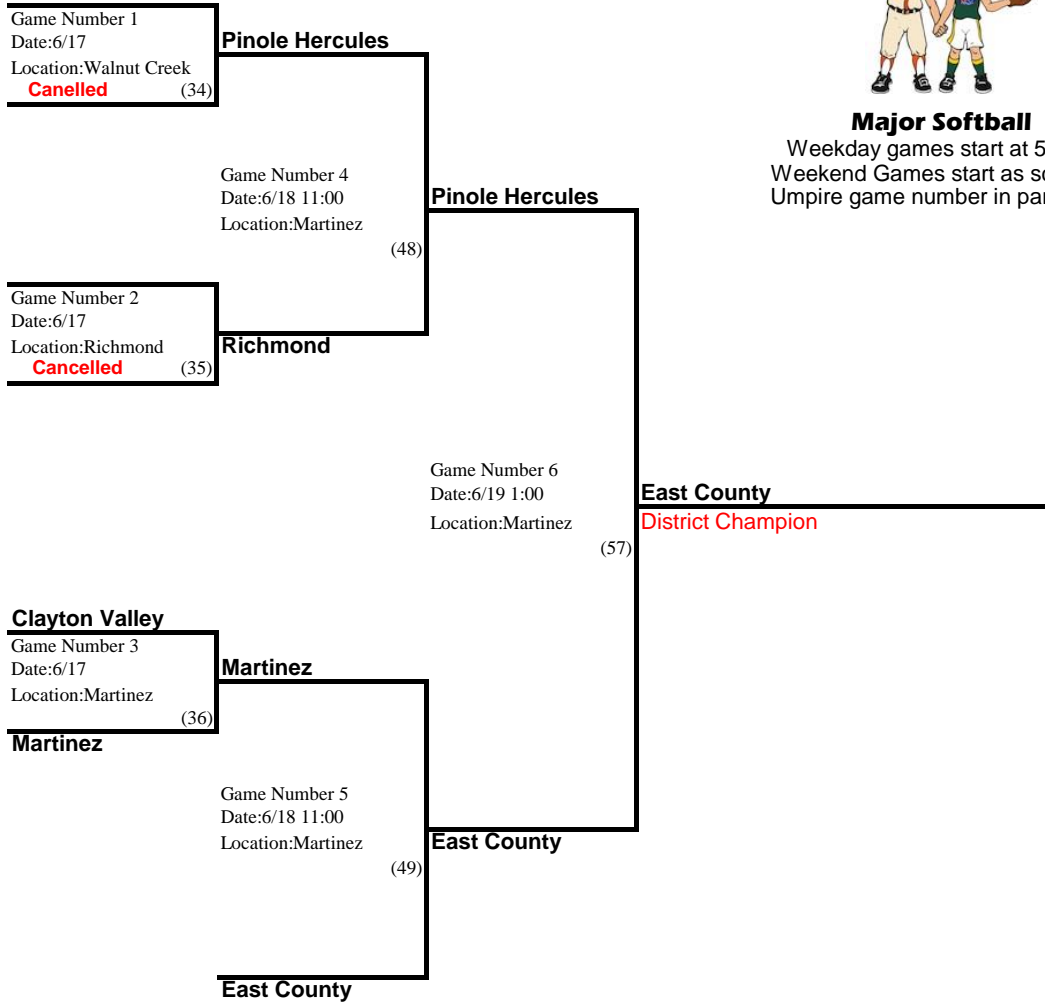 Game Number 1
Date:6/17
Location:Walnut Creek
Canelled (34)
Pinole Hercules
Major Softball
Weekday games start at
Weekend Games start as
Umpire game number in
Game Number 4
Date:6/18 11:00
Location:Martinez
(48)
Pinole Hercules
Game Number 2
Date:6/17
Location:Richmond
Cancelled (35)
Richmond
Game Number 6
Date:6/19 1:00
Location:Martinez
(57)
East County
District Champion
Clayton Valley
Game Number 3
Date:6/17
Location:Martinez
(36)
Martinez
Martinez
Game Number 5
Date:6/18 11:00
Location:Martinez
(49)
East County
East County